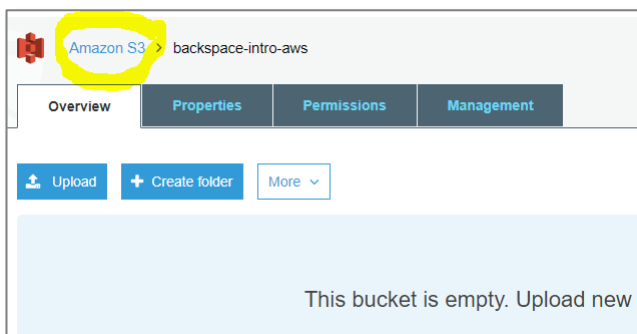 Amazon S3 > backspace-intro-aws
Overview Properties Permissions Management
Upload + Create folder More
This bucket is empty. Upload new